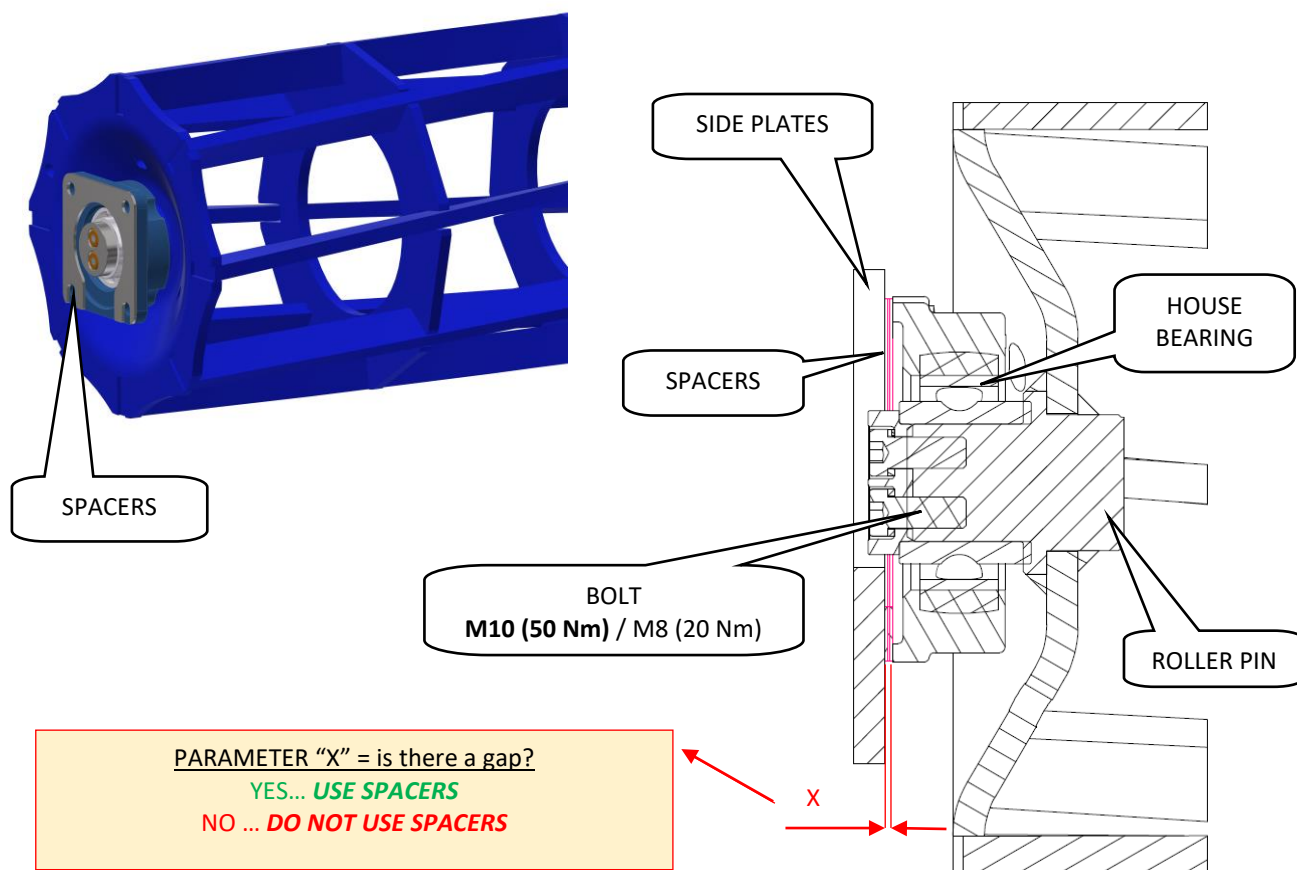 SIDE PLATES
HOUSE
BEARING
SPACERS
SPACERS
BOLT
M10 (50 Nm) / M8 (20 Nm)
ROLLER PIN
PARAMETER “X” = is there a gap?
YES... USE SPACERS
NO ... DO NOT USE SPACERS
X